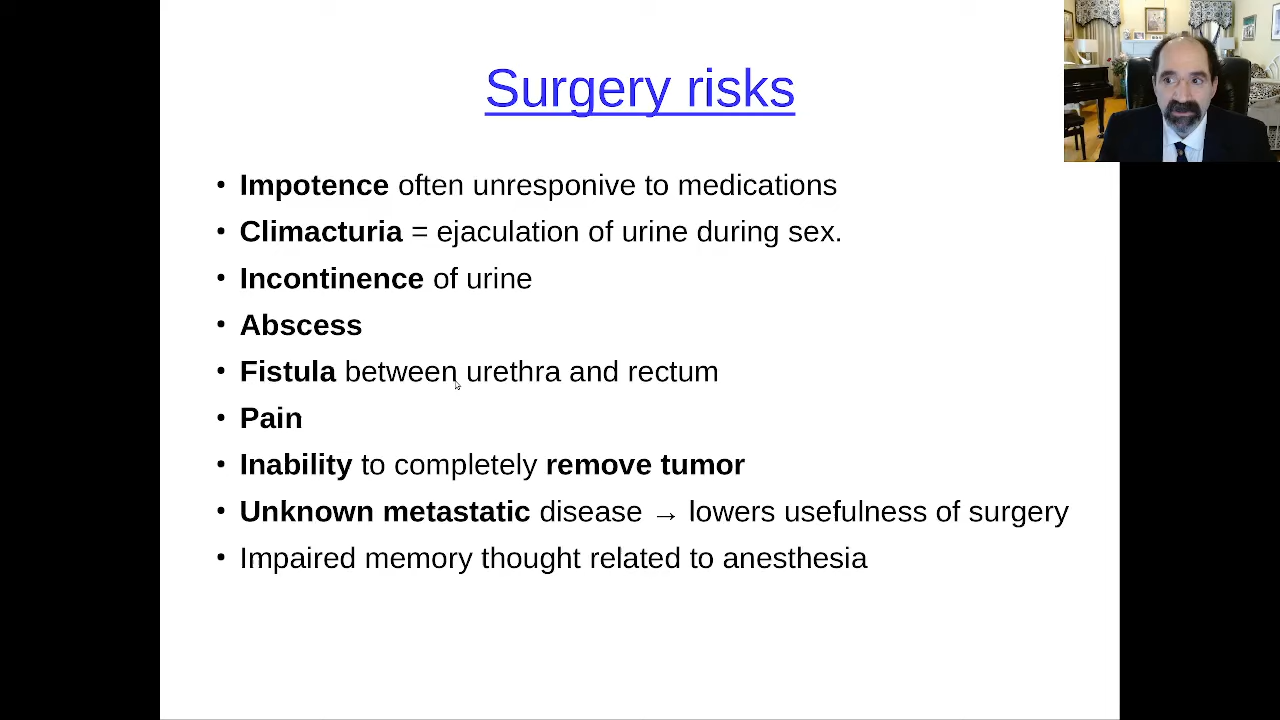 Surgery risks
• Impotence often unresponive to medications
• Climacturia = ejaculation of urine during sex.
• Incontinence of urine
• Abscess
• Fistula between urethra and rectum
• Pain
• Inability to completely remove tumor
• Unknown metastatic disease → lowers usefulness of surgery
• Impaired memory thought related to anesthesia